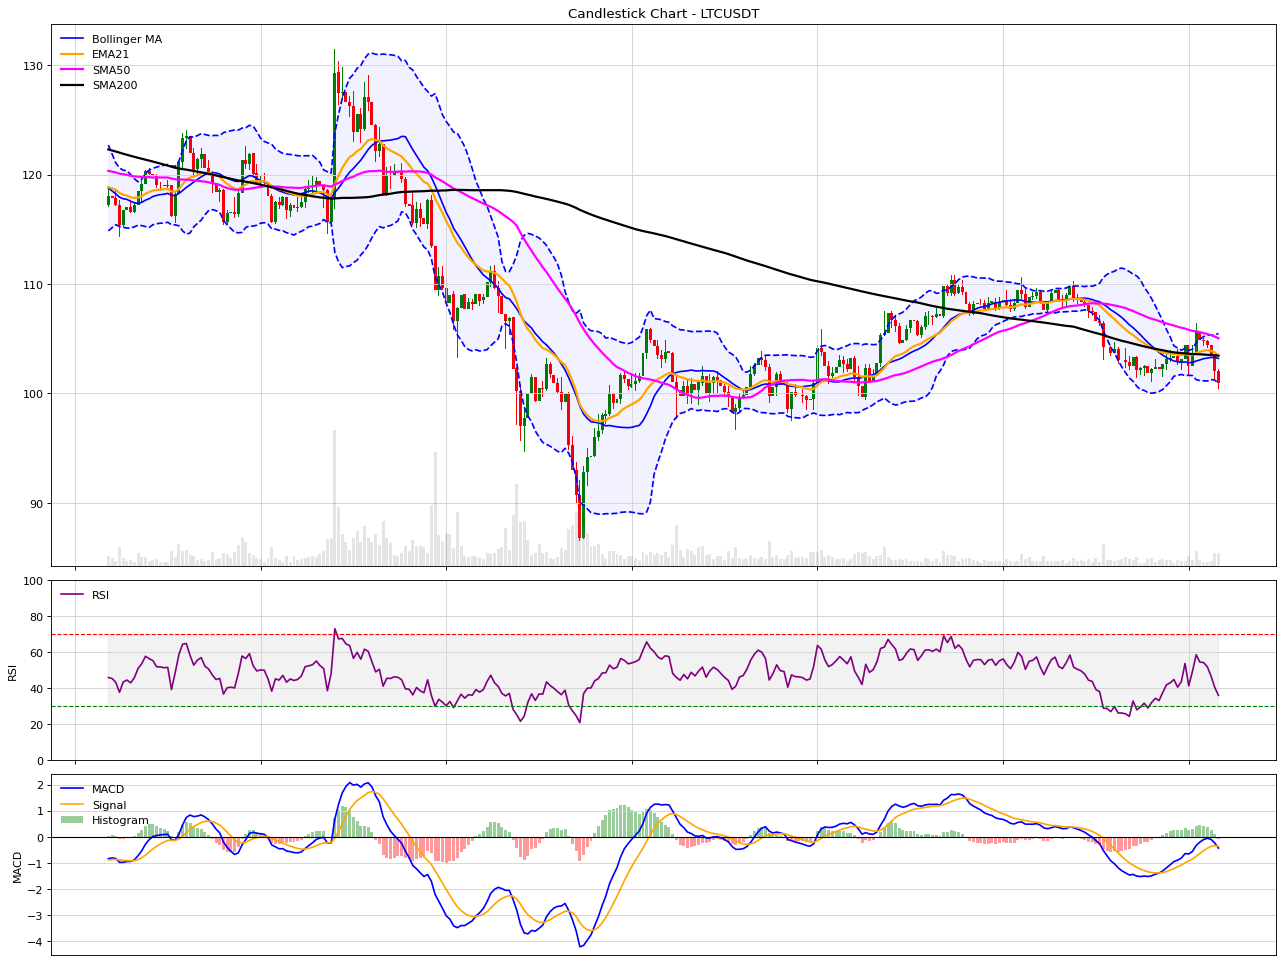 Candlestick Chart - LTCUSDT
Bollinger MA
EMA21
SMA50
SMA200
130
120
110
100
90
RSI
100
80
60
40
20
0
RSI
MACD
Signal
Histogram
2
1
0
−1
−2
−3
−4
MACD